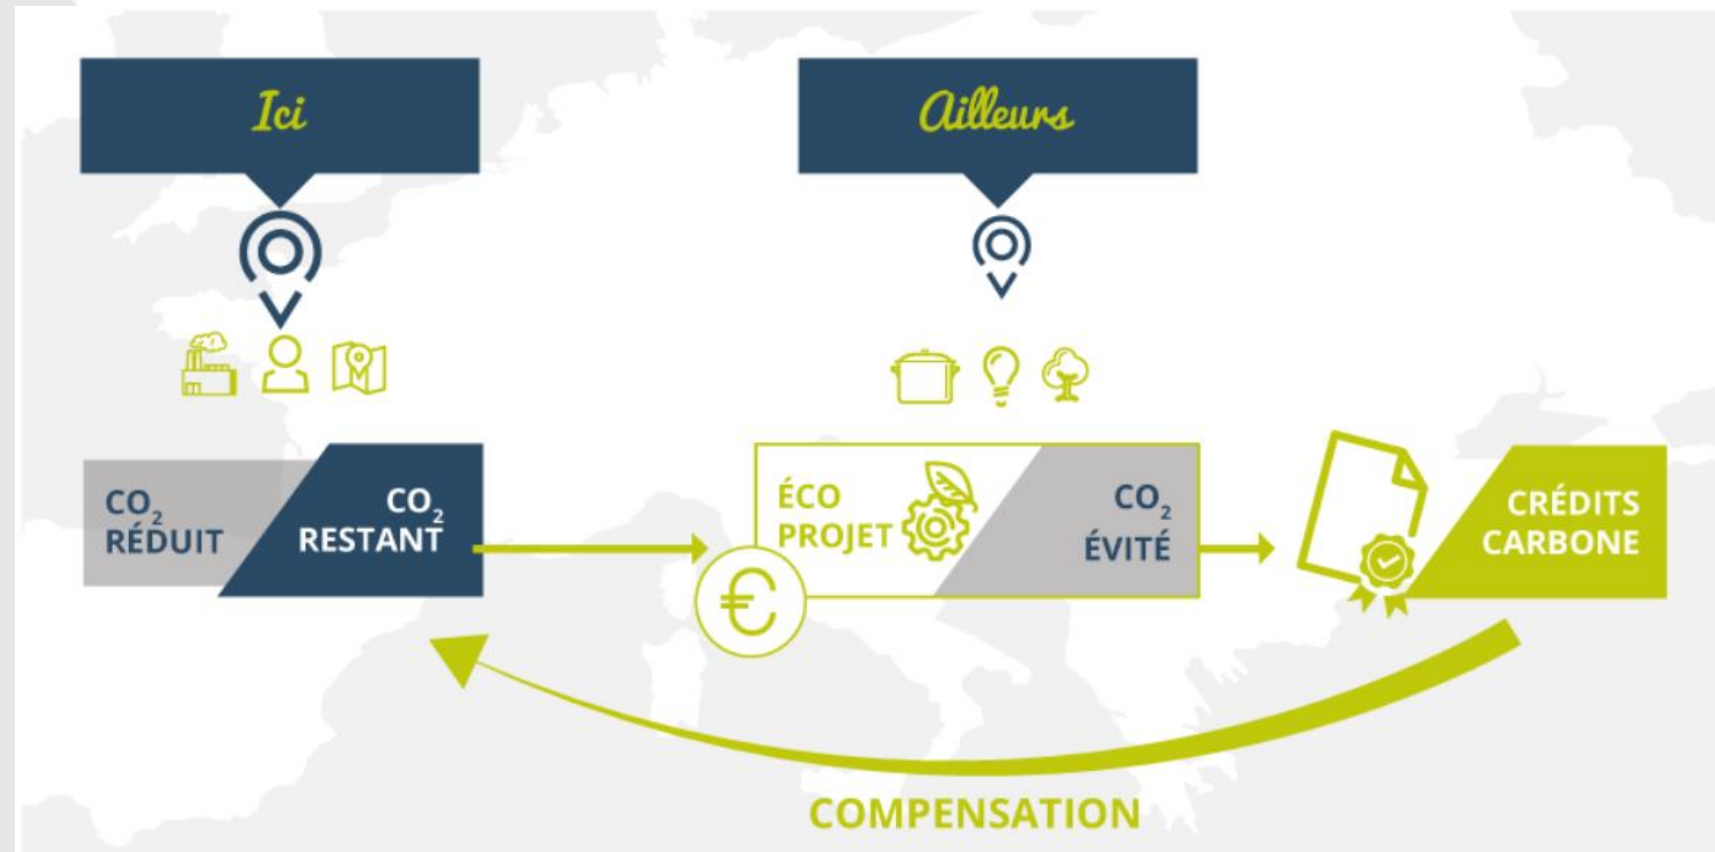 Ici
Ailleurs
CO₂
RÉDUIT
CO₂
RESTANT
ÉCO
PROJET
€
CO₂
ÉVITÉ
CRÉDITS
CARBONE
COMPENSATION